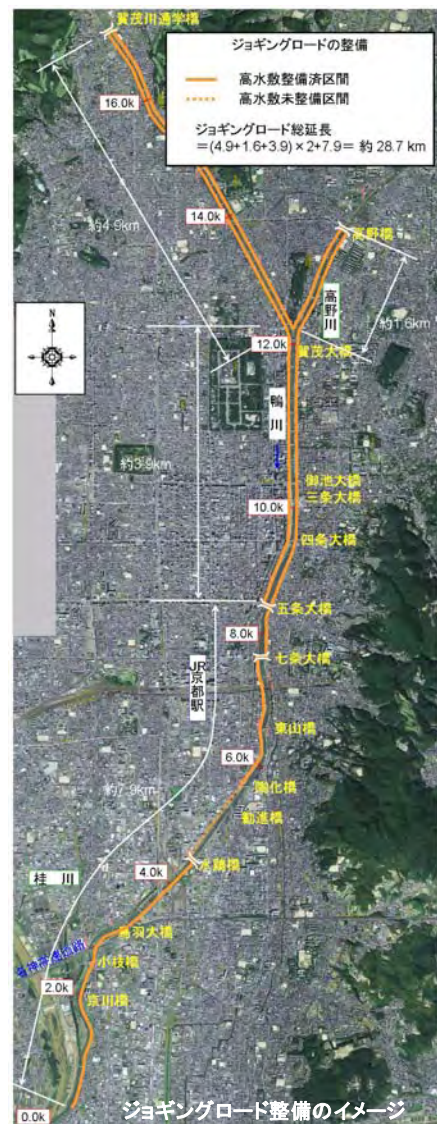 賀茂川通学橋
ジョギングロードの整備
高水敷整備済区間
高水敷未整備区間
ジョギングロード総延長
=(4.9+1.6+3.9)×2+7.9= 約 28.7 km
16.0k
約4.9km
14.0k
高野橋
高野川
約1.6km
N
12.0k
賀茂大橋
鴨川
約3.9km
御池大橋
三条大橋
10.0k
四条大橋
五条大橋
8.0k
七条大橋
JR京都駅
東山橋
6.0k
陶化橋
約7.9km
勧進橋
水鶏橋
4.0k
桂 川
鳥羽大橋
小枝橋
2.0k
京川橋
0.0k
ジョギングロード整備のイメージ